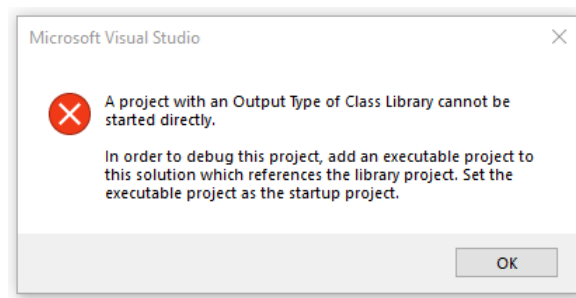 Microsoft Visual Studio
A project with an Output Type of Class Library cannot be
started directly.
In order to debug this project, add an executable project to
this solution which references the library project. Set the
executable project as the startup project.
OK